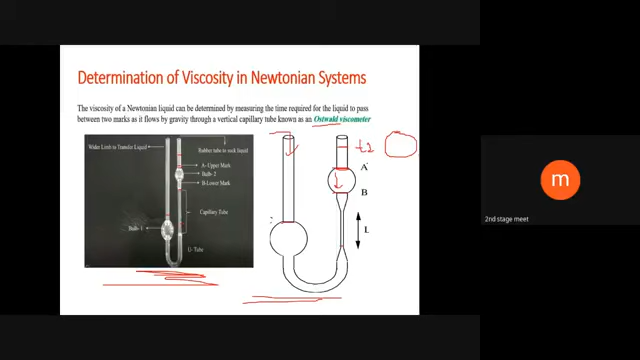 Determination of Viscosity in Newtonian Systems
The viscosity of a Newtonian liquid can be determined by measuring the time required for the liquid to pass
between two marks as it flows by gravity through a vertical capillary tube known as an Ostwald viscometer
Wider Limb to Transfer Liquid
Rubber tube to suck liquid
A- Upper Mark
Bulb- 2
B-Lower Mark
Capillary Tube
Bulb- 1
U- Tube
t2
A
B
L
m
2nd stage meet